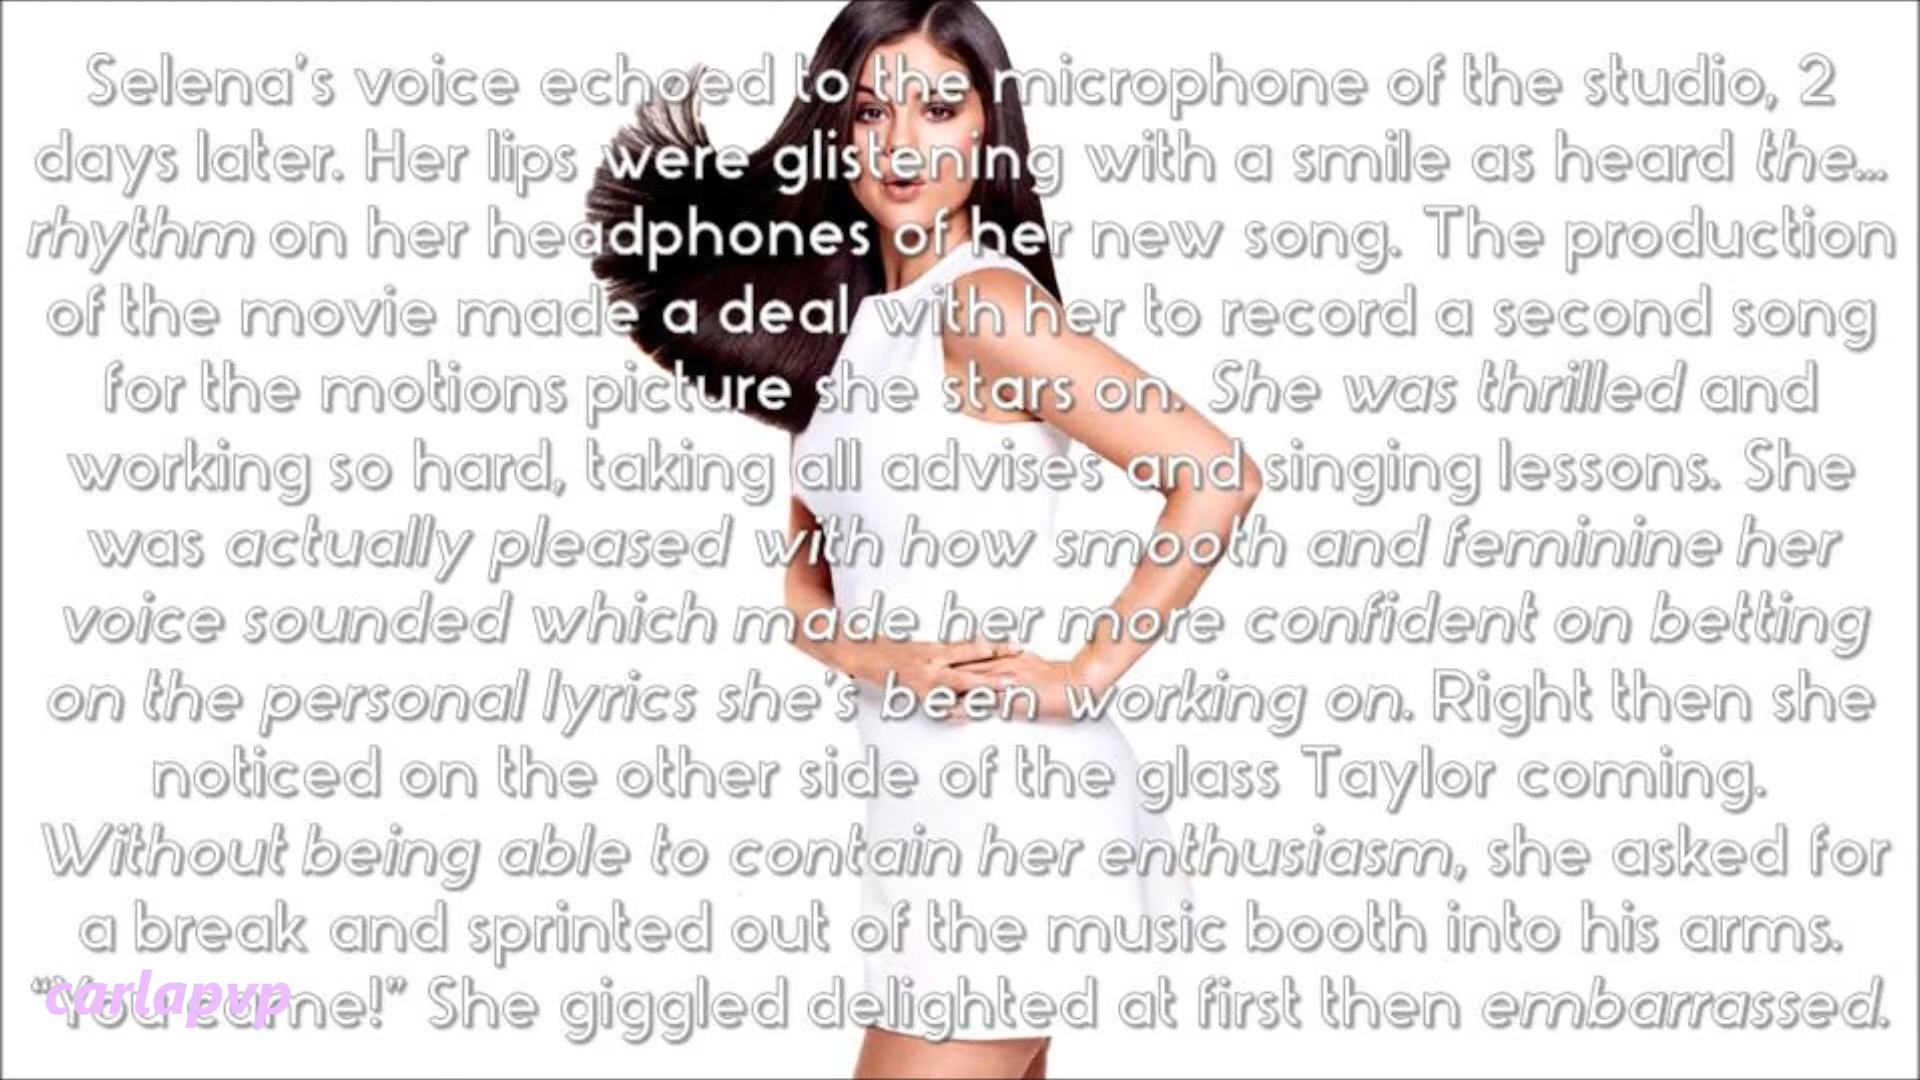 Selena's voice echoed to the microphone of the studio, 2
days later. Her lips were glistening with a smile as heard the...
rhythm on her headphones of her new song. The production
of the movie made a deal with her to record a second song
for the motions picture she stars on. She was thrilled and
working so hard, taking all advises and singing lessons. She
was actually pleased with how smooth and feminine her
voice sounded which made her more confident on betting
on the personal lyrics she's been working on. Right then she
noticed on the other side of the glass Taylor coming.
Without being able to contain her enthusiasm, she asked for
a break and sprinted out of the music booth into his arms.
"You came!" She giggled delighted at first then embarrassed.
carlapvp